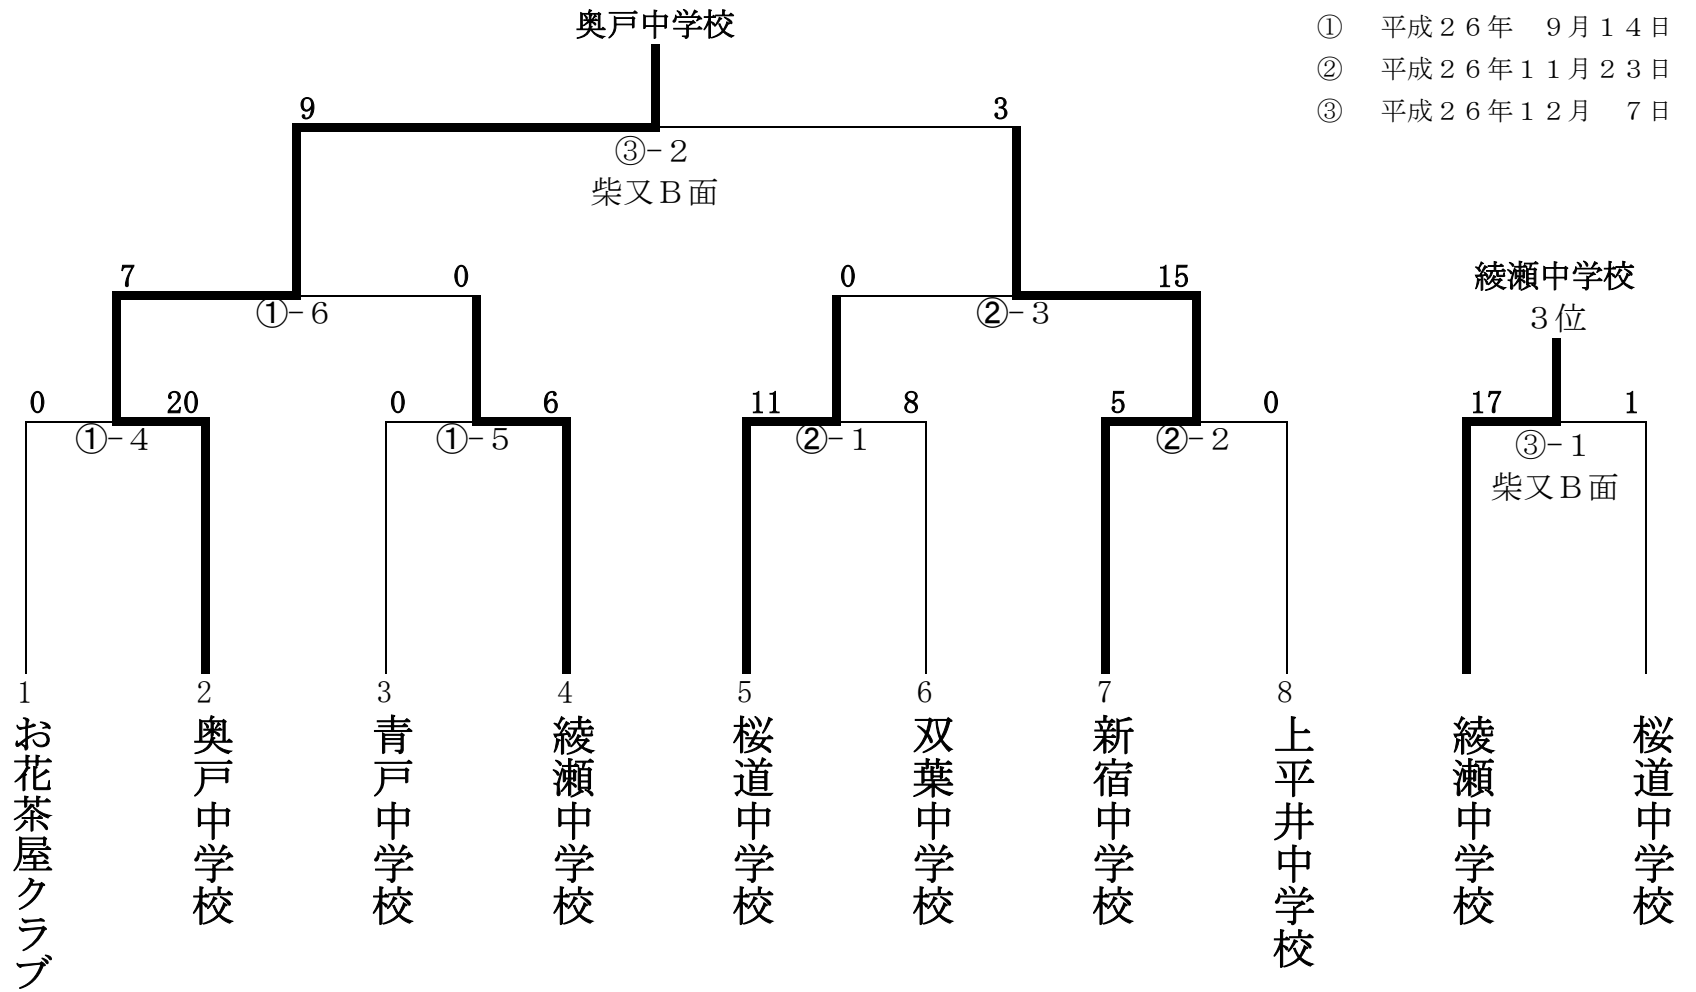 奥戸中学校
①　平成２６年　９月１４日
②　平成２６年１１月２３日
③　平成２６年１２月　７日
9
3
③-２
柴又Ｂ面
7
0
0
15
①-６
②-３
綾瀬中学校
３位
0
20
0
6
11
8
5
0
17
1
①-４
①-５
②-１
②-２
③-１
柴又Ｂ面
1
2
3
4
5
6
7
8
お花茶屋クラブ
奥戸中学校
青戸中学校
綾瀬中学校
桜道中学校
双葉中学校
新宿中学校
上平井中学校
綾瀬中学校
桜道中学校